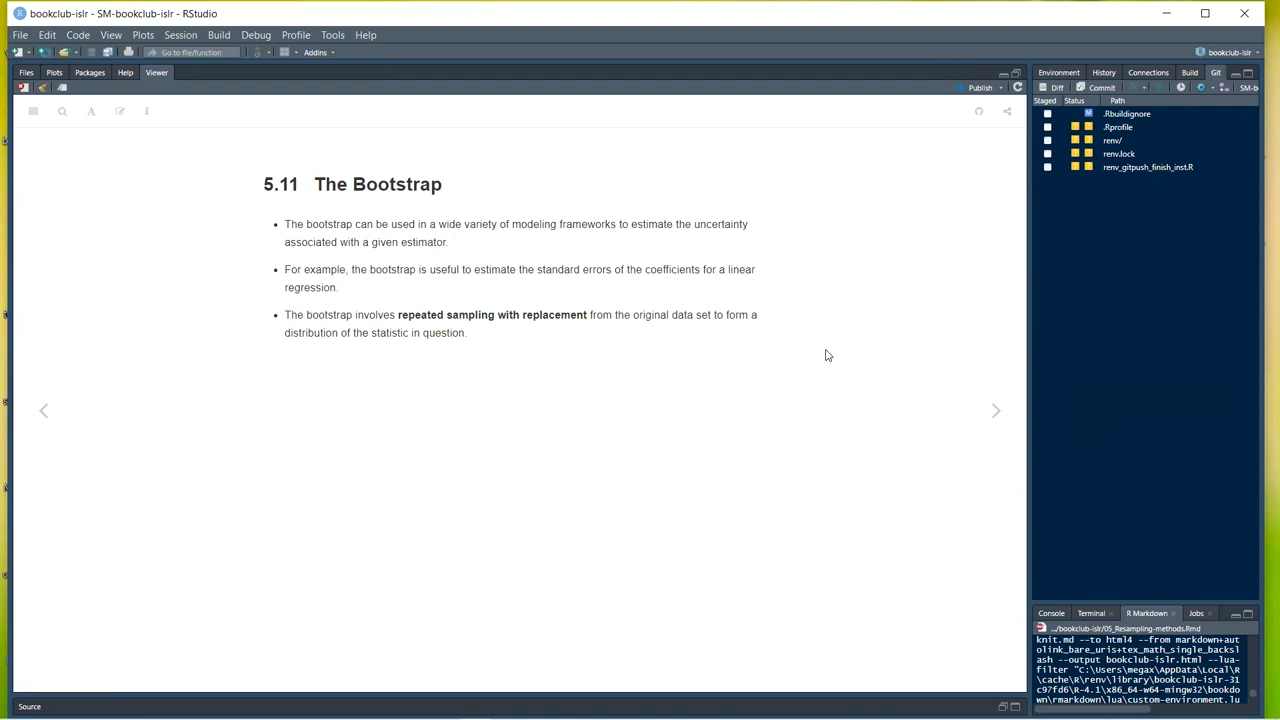 bookclub-islr - SM-bookclub-islr - RStudio
File Edit Code View Plots Session Build Debug Profile Tools Help
Go to file/function Addins bookclub-islr
Files Plots Packages Help Viewer
Publish
5.11 The Bootstrap
The bootstrap can be used in a wide variety of modeling frameworks to estimate the uncertainty
associated with a given estimator.
For example, the bootstrap is useful to estimate the standard errors of the coefficients for a linear
regression.
The bootstrap involves repeated sampling with replacement from the original data set to form a
distribution of the statistic in question.
Source
Environment History Connections Build Git
Diff Commit SM-b
Staged Status Path
M .Rbuildignore
? ? .Rprofile
? ? renv/
? ? renv.lock
? ? renv_gitpush_finish_inst.R
Console Terminal R Markdown Jobs
.../bookclub-islr/05_Resampling-methods.Rmd
knit.md --to html4 --from markdown+aut
olink_bare_uris+tex_math_single_backsl
ash --output bookclub-islr.html --lua-
filter "C:\Users\megax\AppData\Local\R
\cache\R\renv\library\bookclub-islr-31
c97fd6\R-4.1\x86_64-w64-mingw32\bookdo
wn\rmarkdown\lua\custom-environment.lu